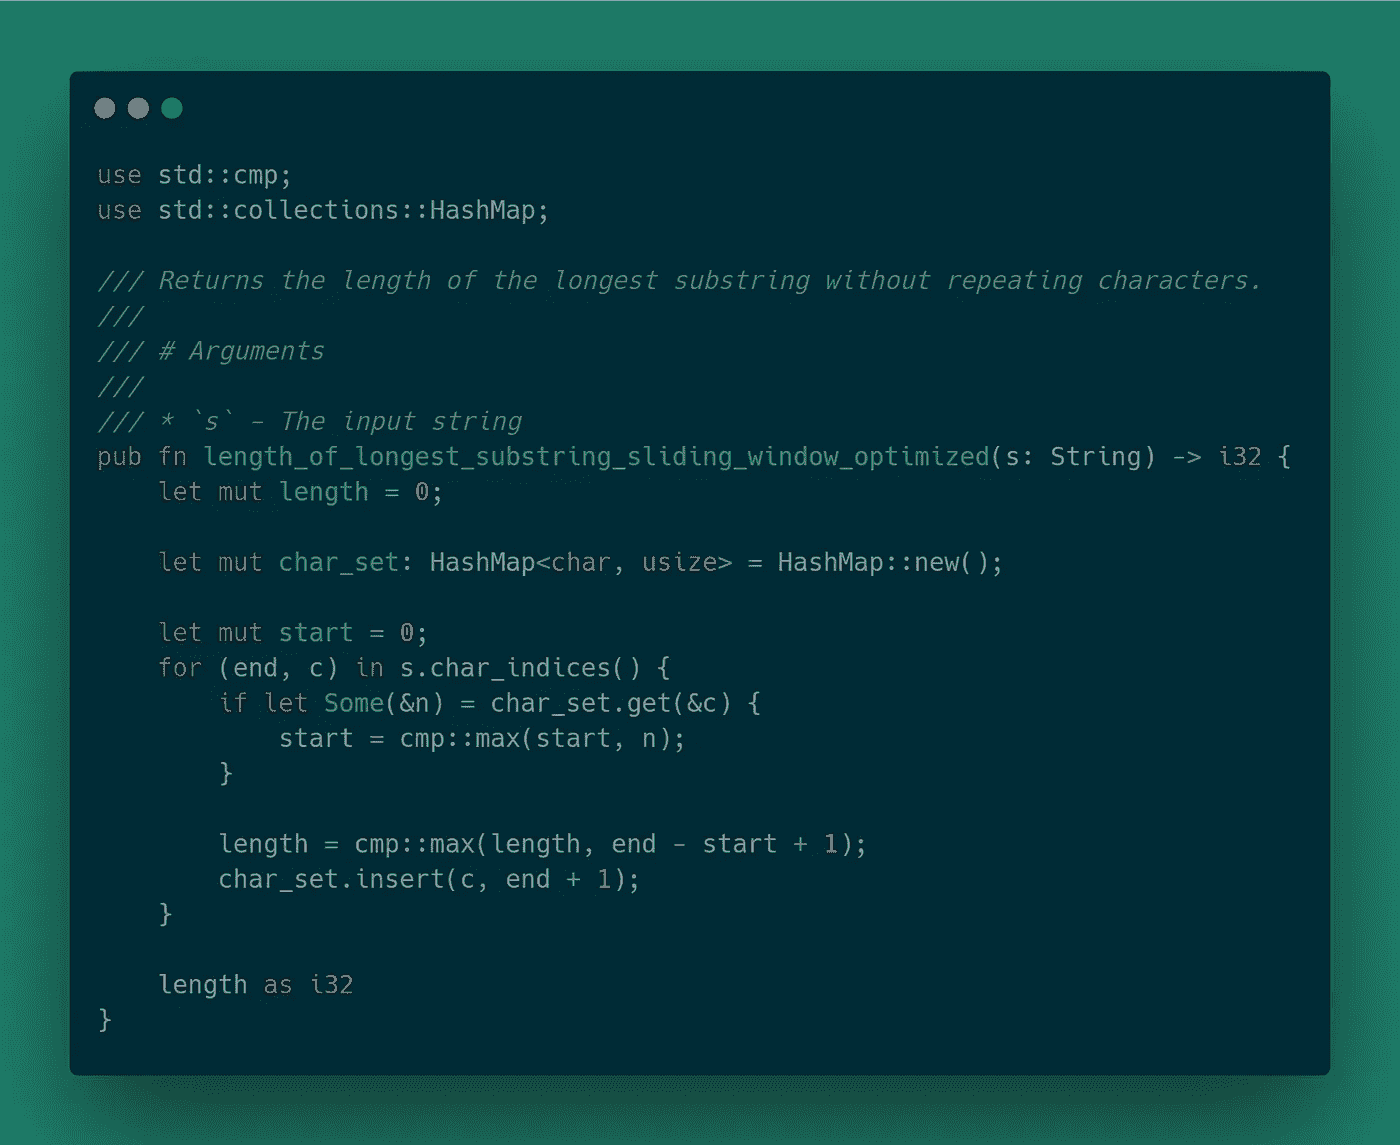 use std::cmp;
use std::collections::HashMap;
/// Returns the length of the longest substring without repeating characters.
///
/// # Arguments
///
/// * `s` - The input string
pub fn length_of_longest_substring_sliding_window_optimized(s: String) -> i32 {
    let mut length = 0;
    let mut char_set: HashMap<char, usize> = HashMap::new();
    let mut start = 0;
    for (end, c) in s.char_indices() {
        if let Some(&n) = char_set.get(&c) {
            start = cmp::max(start, n);
        }
        length = cmp::max(length, end - start + 1);
        char_set.insert(c, end + 1);
    }
    length as i32
}